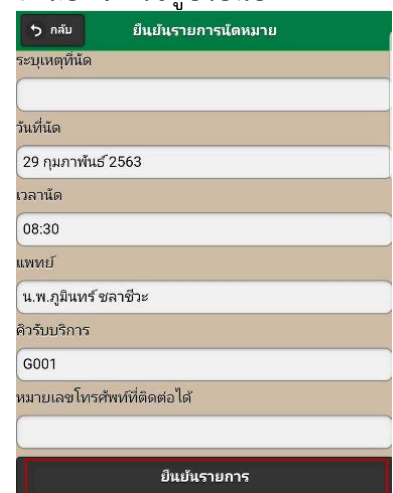 กลับ ยืนยันรายการนัดหมาย
ระบุเหตุที่นัด
วันที่นัด
29 กุมภาพันธ์ 2563
เวลานัด
08:30
แพทย์
น.พ.ภูมินทร์ ชลาชีวะ
คิวรับบริการ
G001
หมายเลขโทรศัพท์ที่ติดต่อได้
ยืนยันรายการ